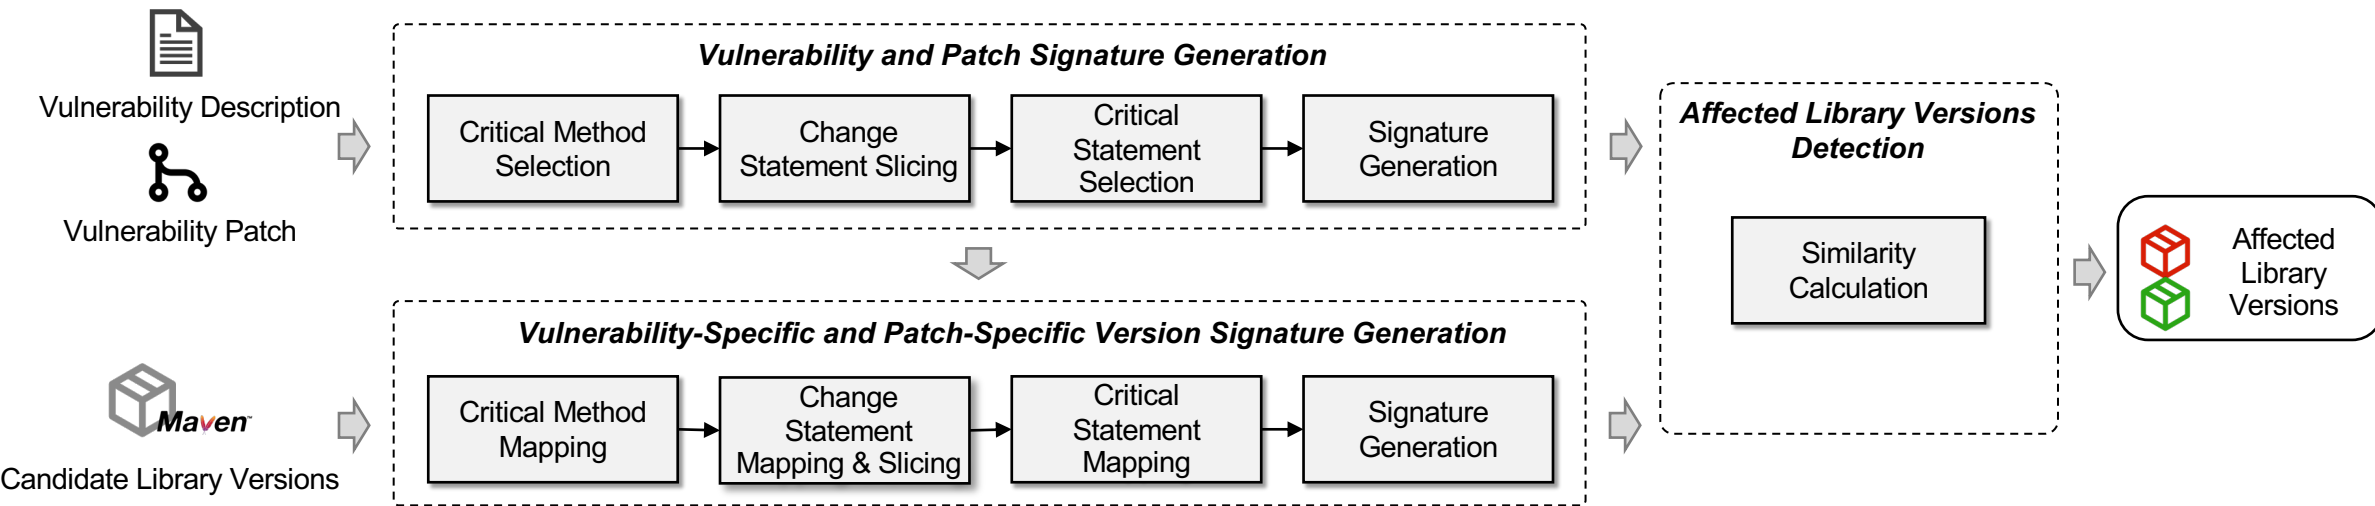 Vulnerability Description
Vulnerability Patch
Vulnerability and Patch Signature Generation
Critical Method
Selection
Change
Statement Slicing
Critical
Statement
Selection
Signature
Generation
Maven™
Candidate Library Versions
Vulnerability-Specific and Patch-Specific Version Signature Generation
Critical Method
Mapping
Change
Statement
Mapping & Slicing
Critical
Statement
Mapping
Signature
Generation
Affected Library Versions
Detection
Similarity
Calculation
Affected
Library
Versions